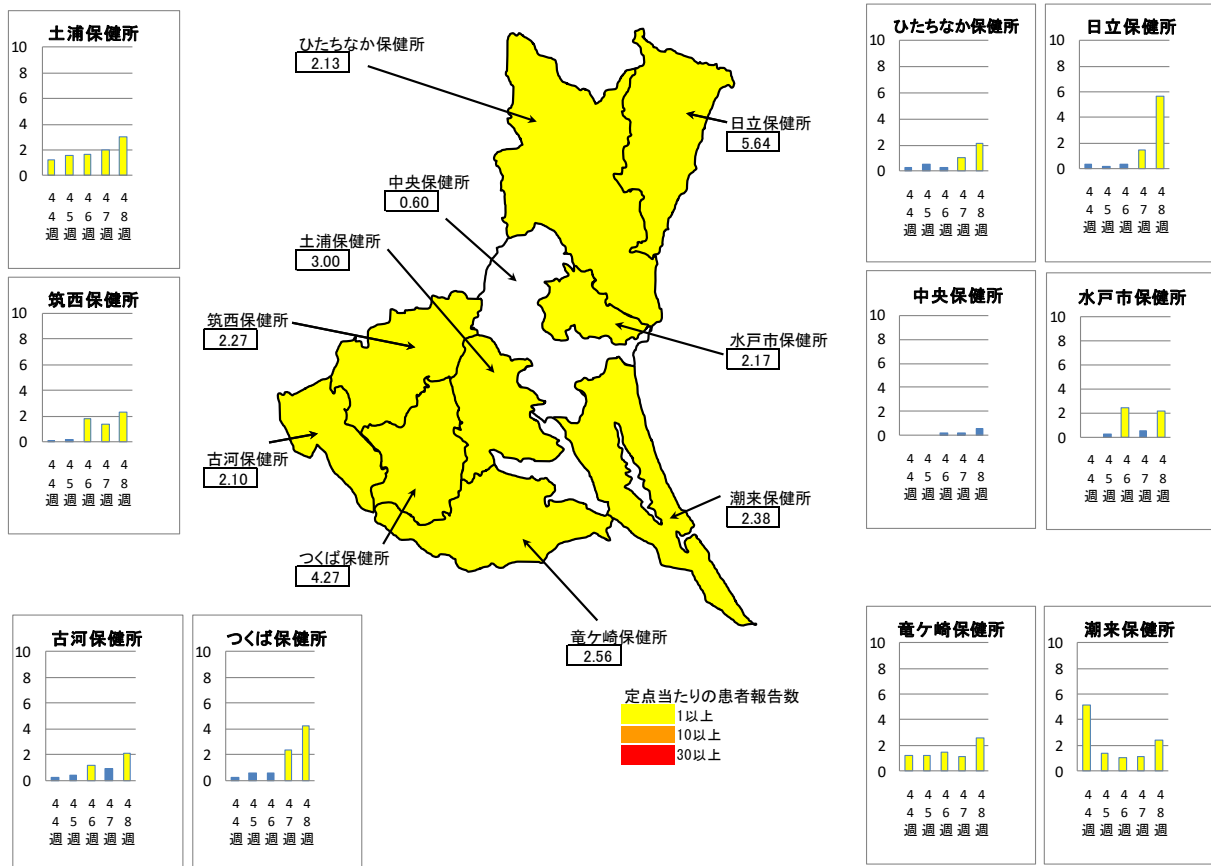 土浦保健所
10
8
6
4
2
0
44週
45週
46週
47週
48週
筑西保健所
10
8
6
4
2
0
44週
45週
46週
47週
48週
古河保健所
10
8
6
4
2
0
44週
45週
46週
47週
48週
つくば保健所
10
8
6
4
2
0
44週
45週
46週
47週
48週
ひたちなか保健所
2.13
日立保健所
5.64
中央保健所
0.60
土浦保健所
3.00
筑西保健所
2.27
水戸市保健所
2.17
古河保健所
2.10
潮来保健所
2.38
つくば保健所
4.27
竜ケ崎保健所
2.56
定点当たりの患者報告数
1以上
10以上
30以上
ひたちなか保健所
10
8
6
4
2
0
44週
45週
46週
47週
48週
日立保健所
10
8
6
4
2
0
44週
45週
46週
47週
48週
中央保健所
10
8
6
4
2
0
44週
45週
46週
47週
48週
水戸市保健所
10
8
6
4
2
0
44週
45週
46週
47週
48週
竜ケ崎保健所
10
8
6
4
2
0
44週
45週
46週
47週
48週
潮来保健所
10
8
6
4
2
0
44週
45週
46週
47週
48週